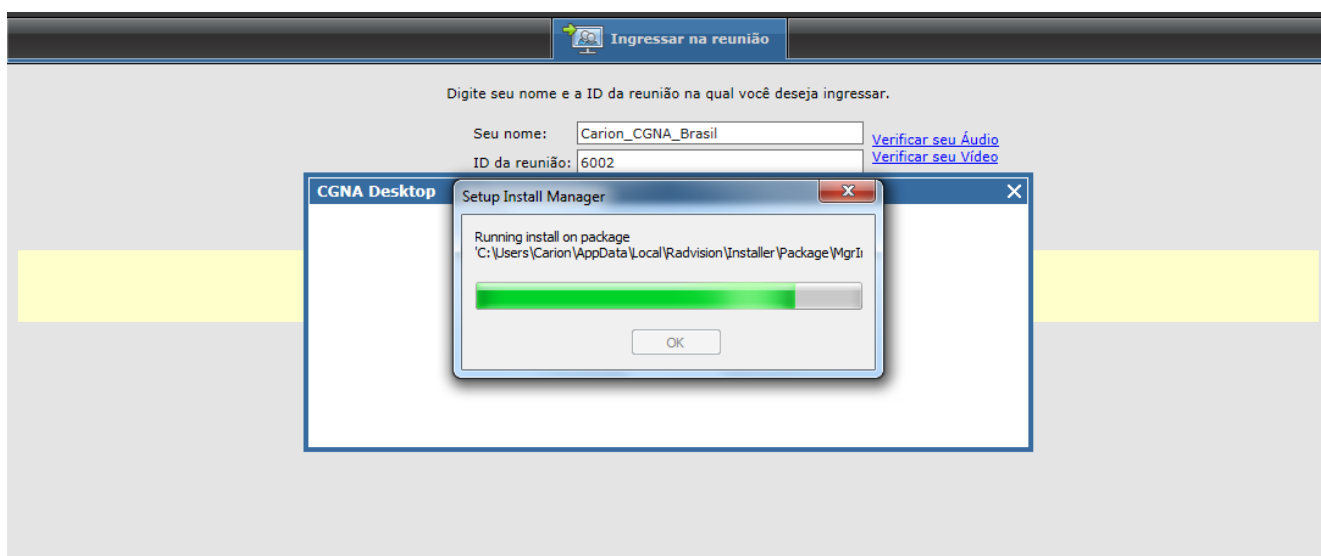 Ingressar na reunião
Digite seu nome e a ID da reunião na qual você deseja ingressar.
Seu nome: Carion_CGNA_Brasil Verificar seu Áudio
ID da reunião: 6002 Verificar seu Vídeo
CGNA Desktop
Setup Install Manager
Running install on package
'C:\Users\Carion\AppData\Local\Radvision\Installer\Package\MgrI
OK